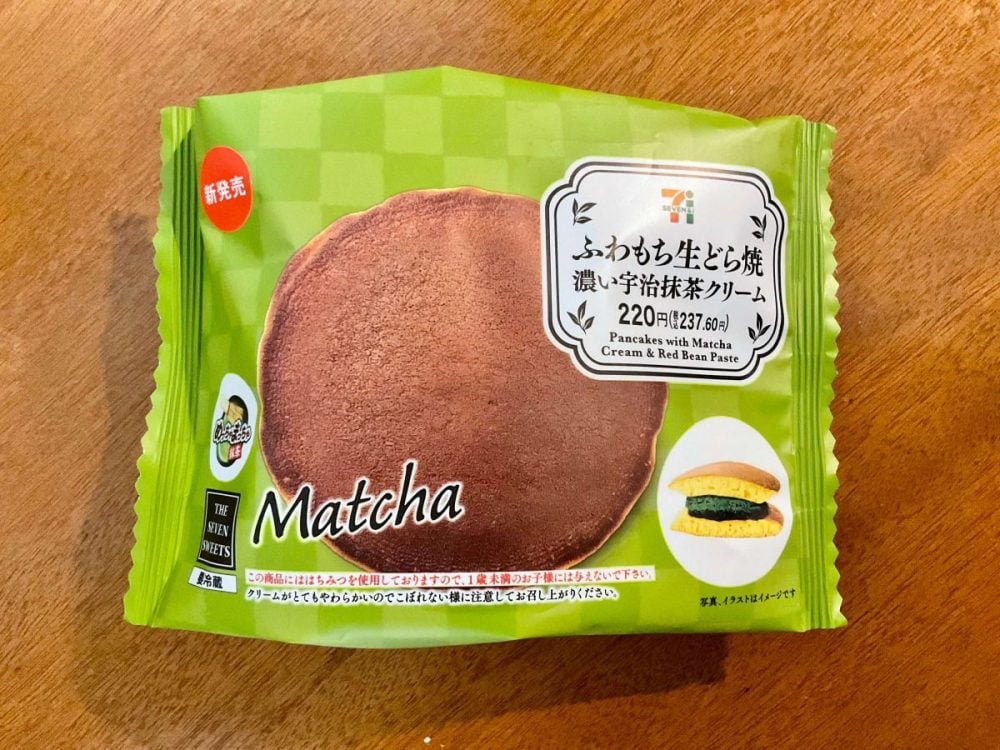 新発売
SEVEN&i
ふわもち生どら焼
濃い宇治抹茶クリーム
220円(税込237.60円)
Pancakes with Matcha
Cream & Red Bean Paste
抹茶
Matcha
THE
SEVEN
SWEETS
要冷蔵
この商品にははちみつを使用しておりますので、1歳未満のお子様には与えないで下さい。
クリームがとてもやわらかいのでこぼれない様に注意してお召し上がりください。
写真、イラストはイメージです